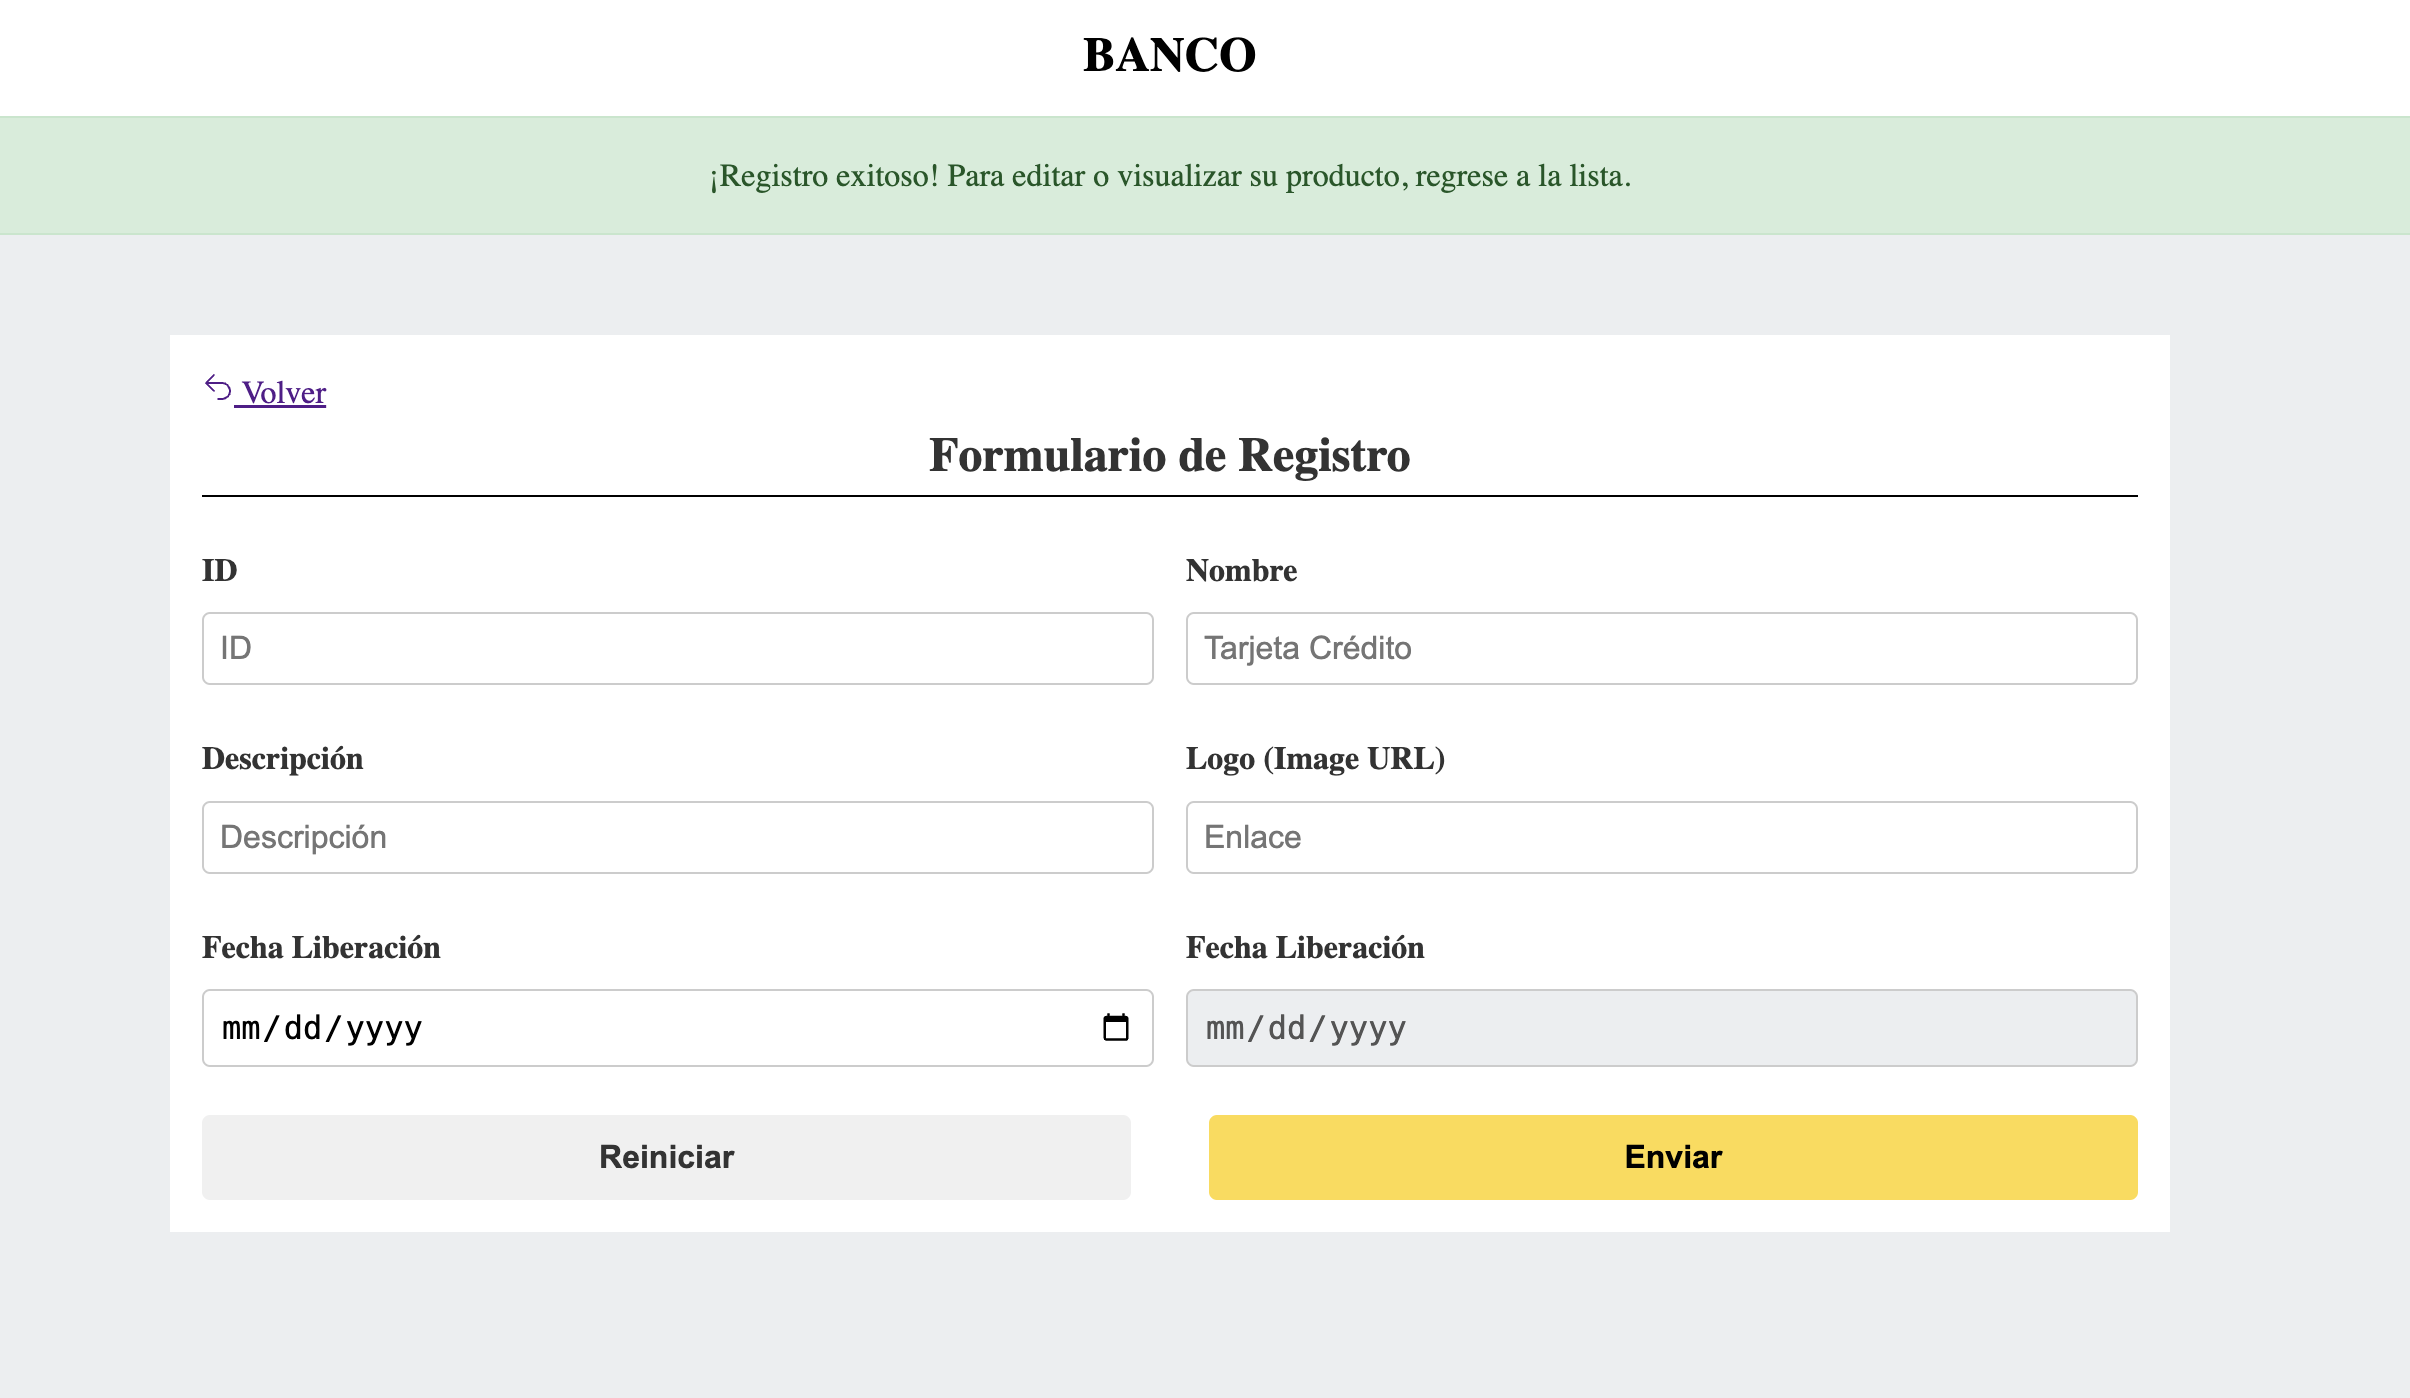 BANCO
¡Registro exitoso! Para editar o visualizar su producto, regrese a la lista.
Volver
Formulario de Registro
ID
Nombre
ID
Tarjeta Crédito
Descripción
Logo (Image URL)
Descripción
Enlace
Fecha Liberación
Fecha Liberación
mm/dd/yyyy
mm/dd/yyyy
Reiniciar
Enviar